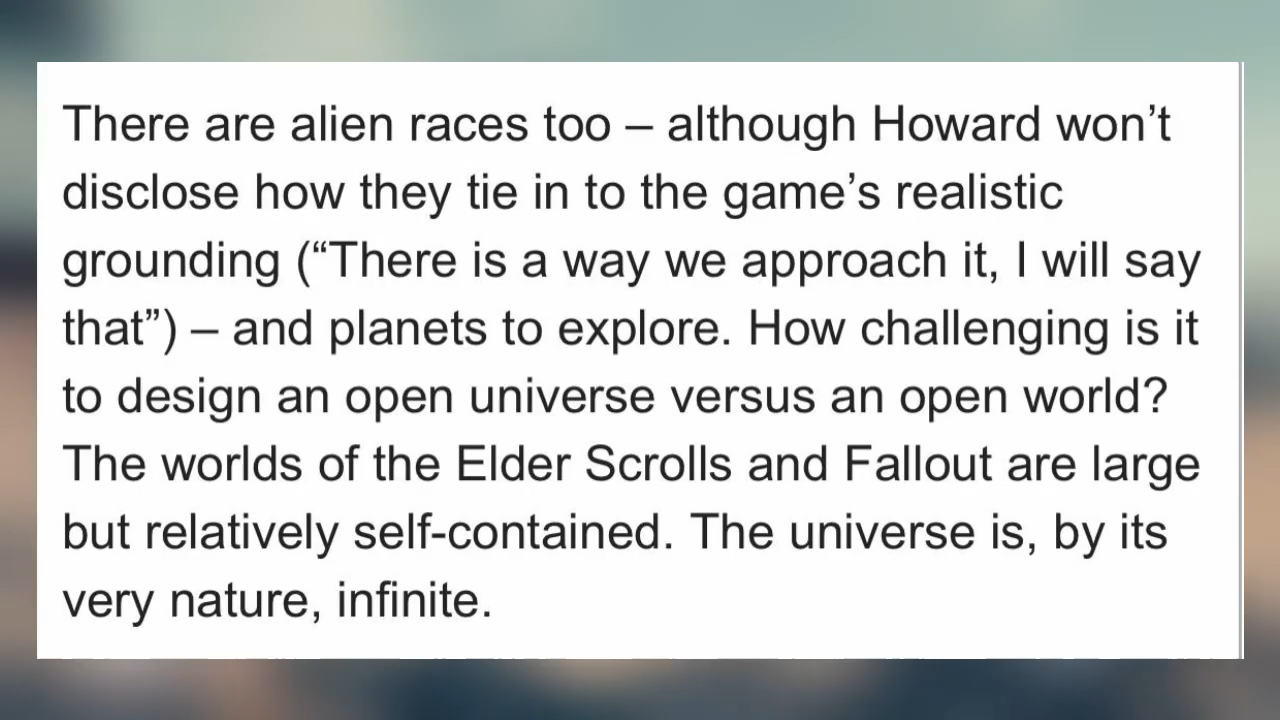 There are alien races too – although Howard won’t
disclose how they tie in to the game’s realistic
grounding (“There is a way we approach it, I will say
that”) – and planets to explore. How challenging is it
to design an open universe versus an open world?
The worlds of the Elder Scrolls and Fallout are large
but relatively self-contained. The universe is, by its
very nature, infinite.